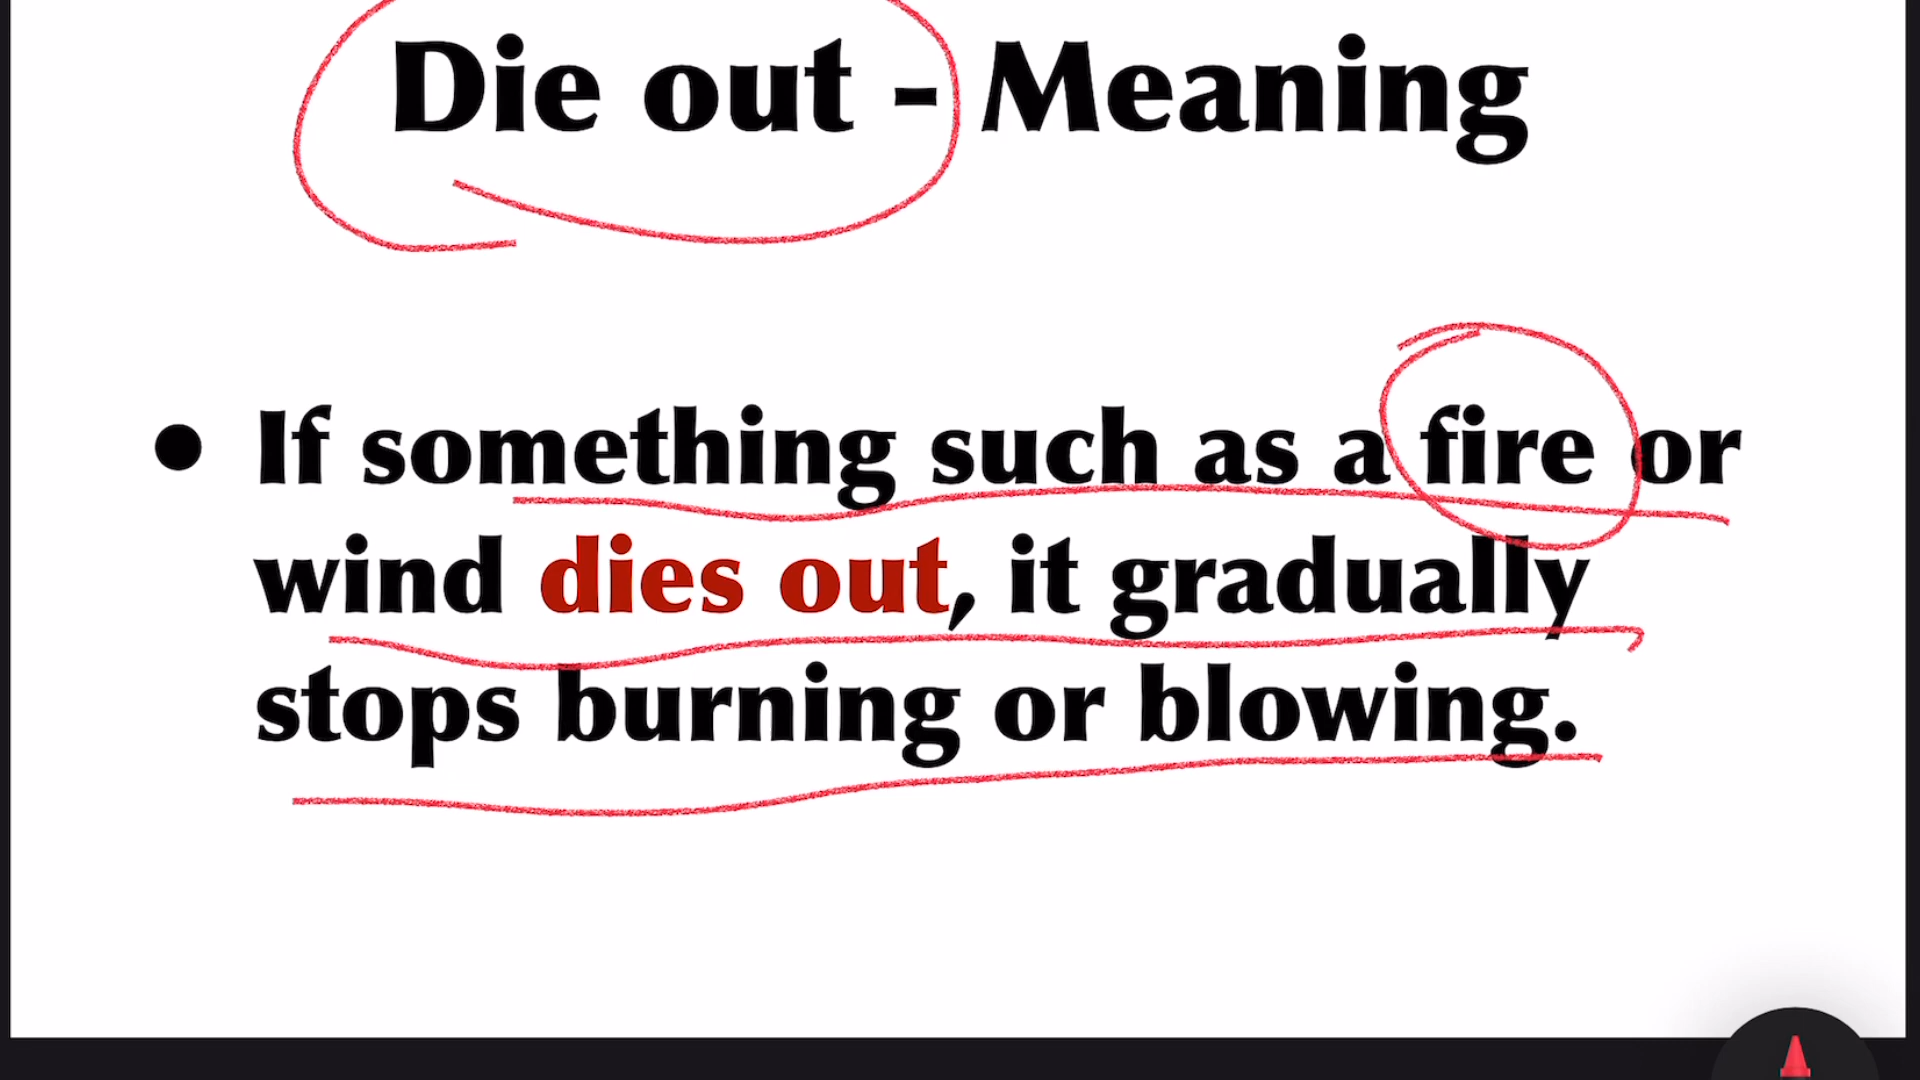 Die out - Meaning
• If something such as a fire or
wind dies out, it gradually
stops burning or blowing.